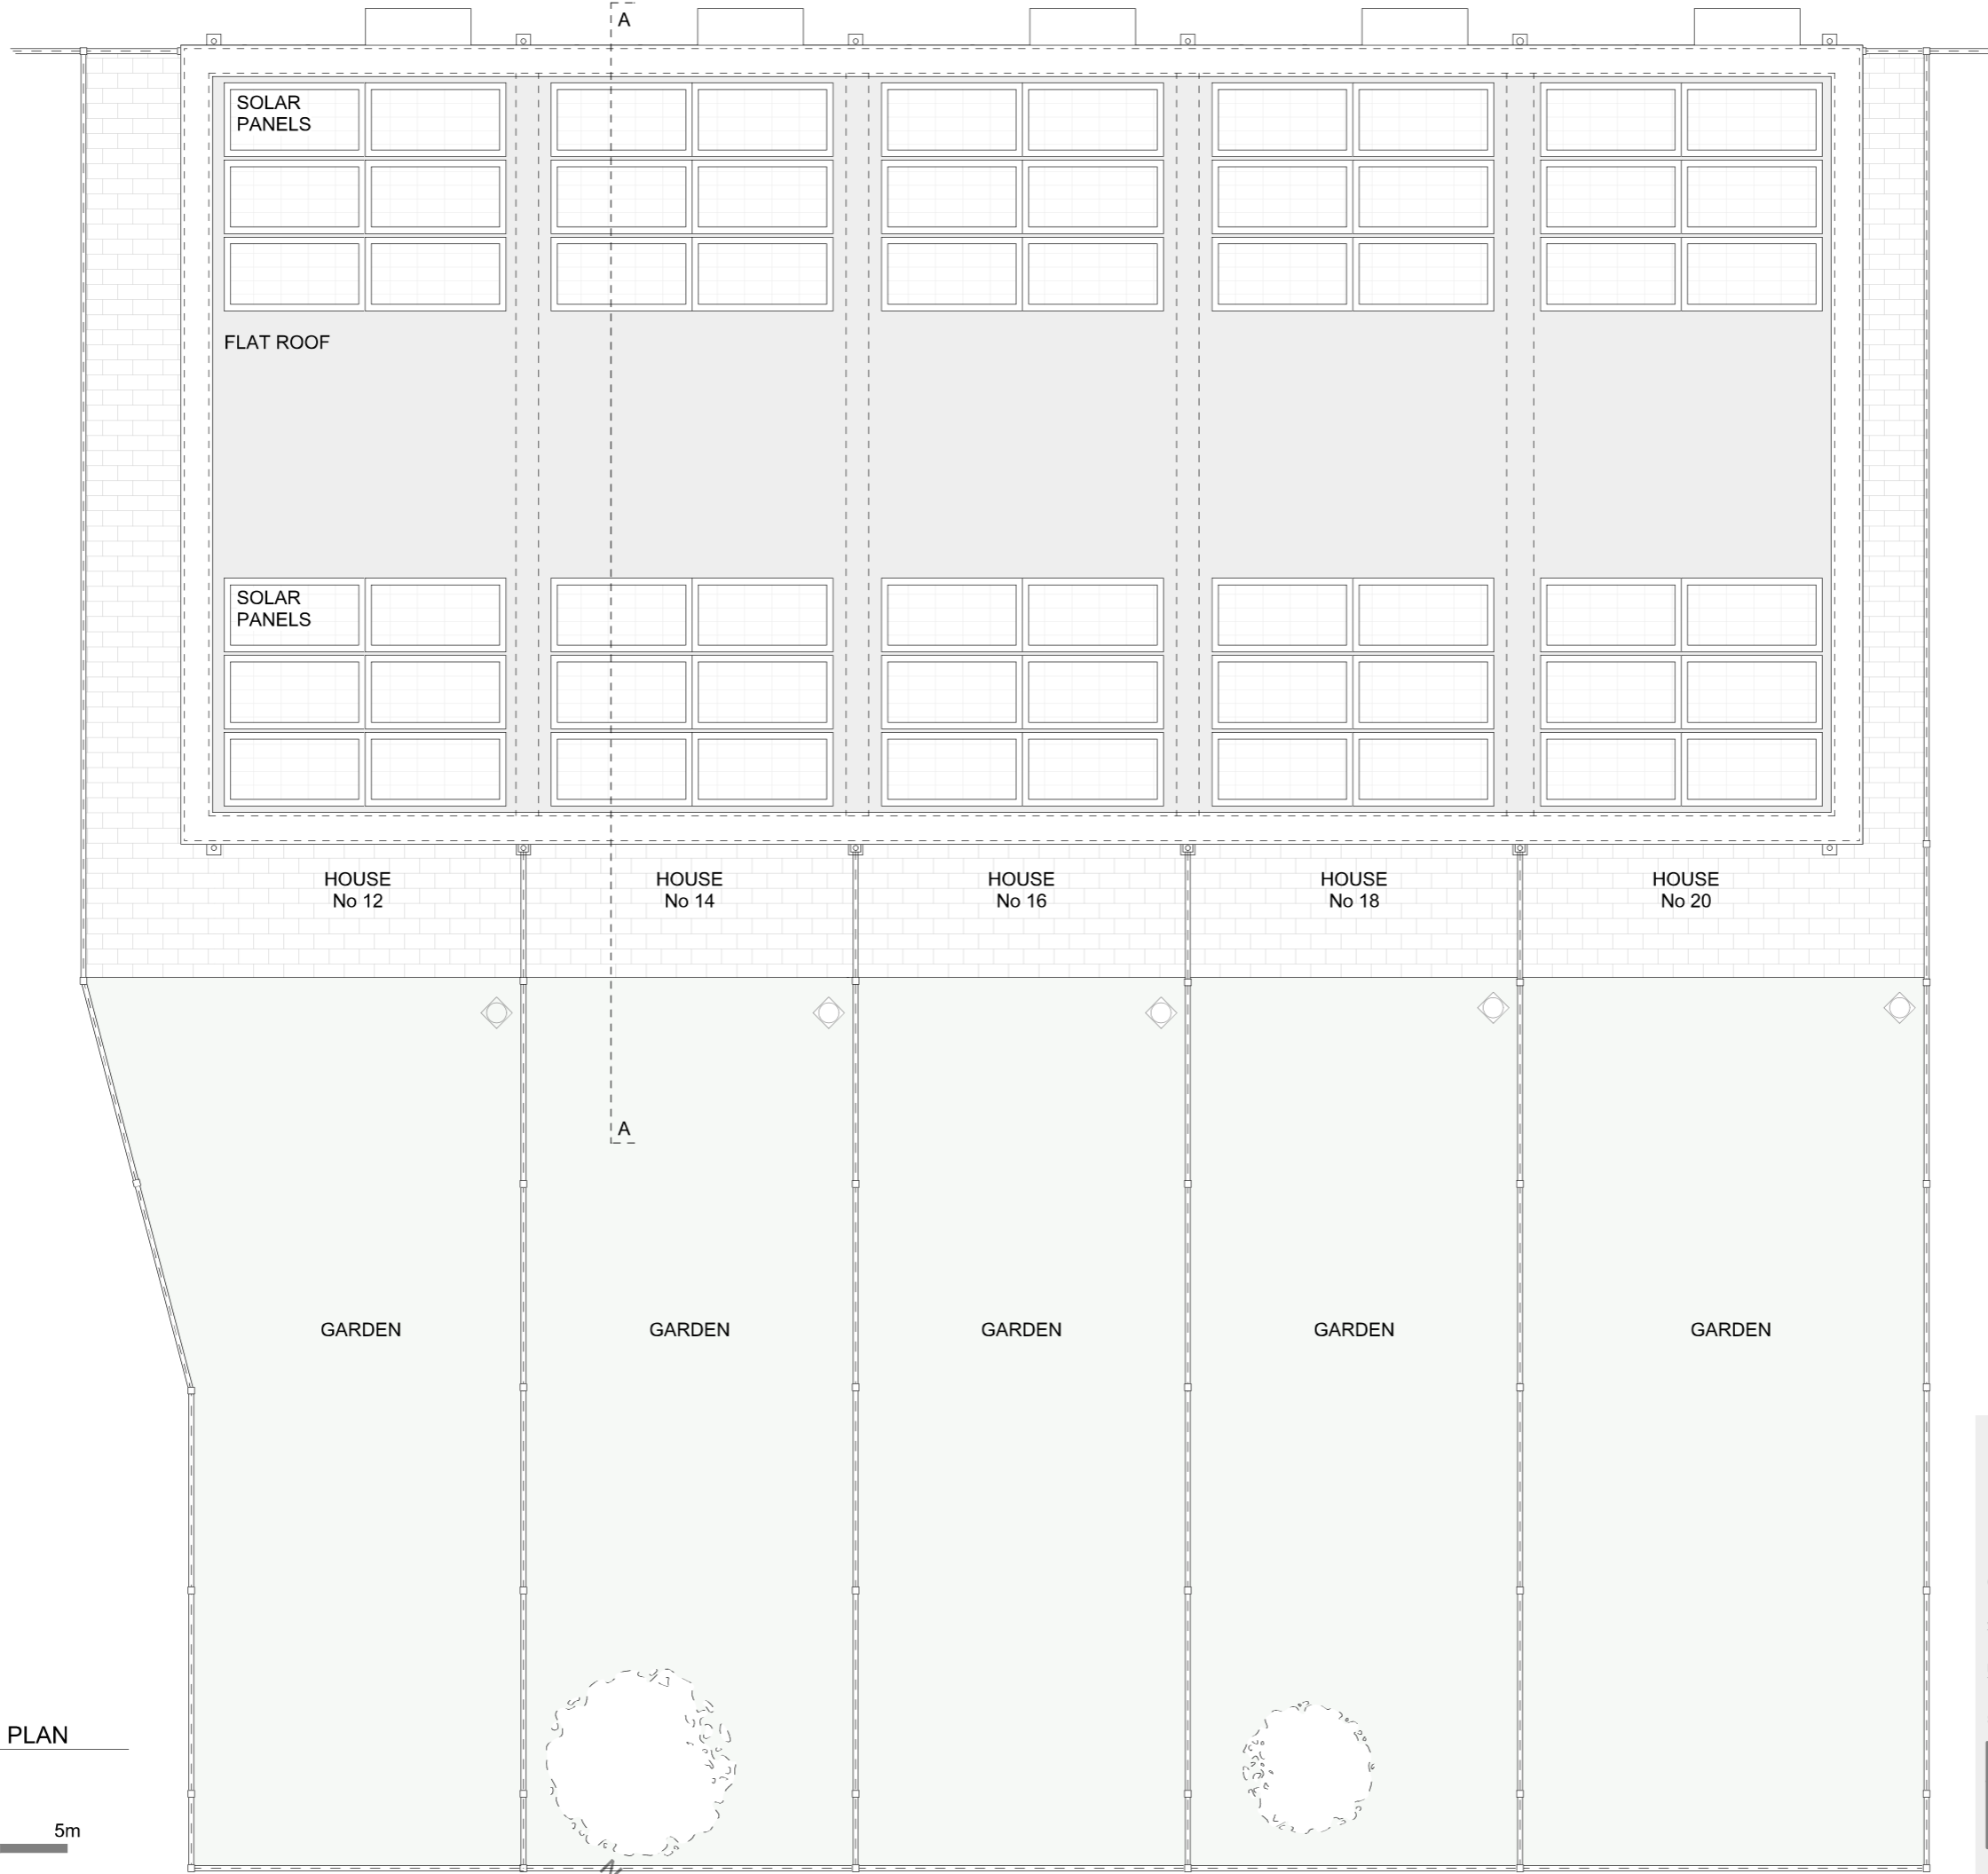 A
SOLAR
PANELS
FLAT ROOF
SOLAR
PANELS
HOUSE
No 12
HOUSE
No 14
HOUSE
No 16
HOUSE
No 18
HOUSE
No 20
A
GARDEN
GARDEN
GARDEN
GARDEN
GARDEN
PLAN
5m